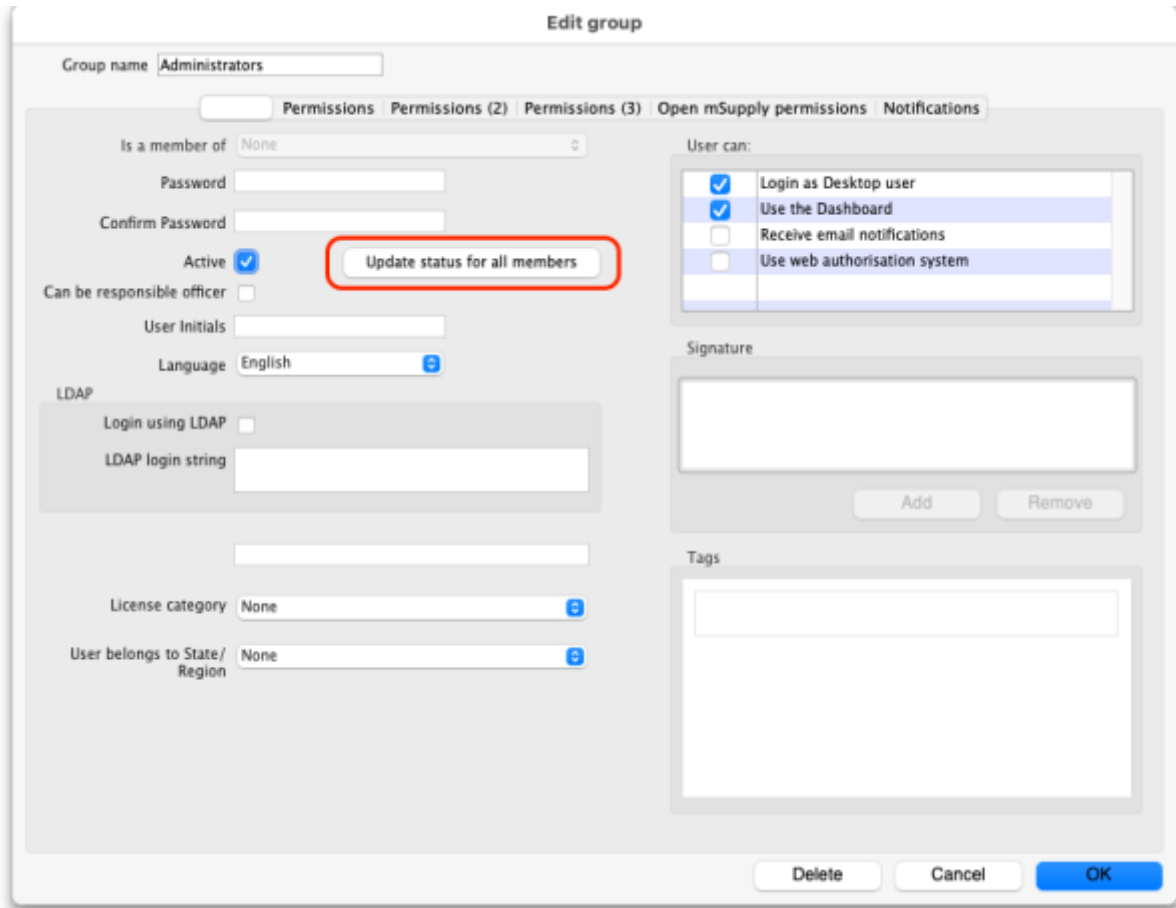 Edit group
Group name Administrators
Permissions Permissions (2) Permissions (3) Open mSupply permissions Notifications
Is a member of None
Password
Confirm Password
Active Update status for all members
Can be responsible officer
User Initials
Language English
LDAP
Login using LDAP
LDAP login string
License category None
User belongs to State/ None
Region
User can:
Login as Desktop user
Use the Dashboard
Receive email notifications
Use web authorisation system
Signature
Add Remove
Tags
Delete Cancel OK